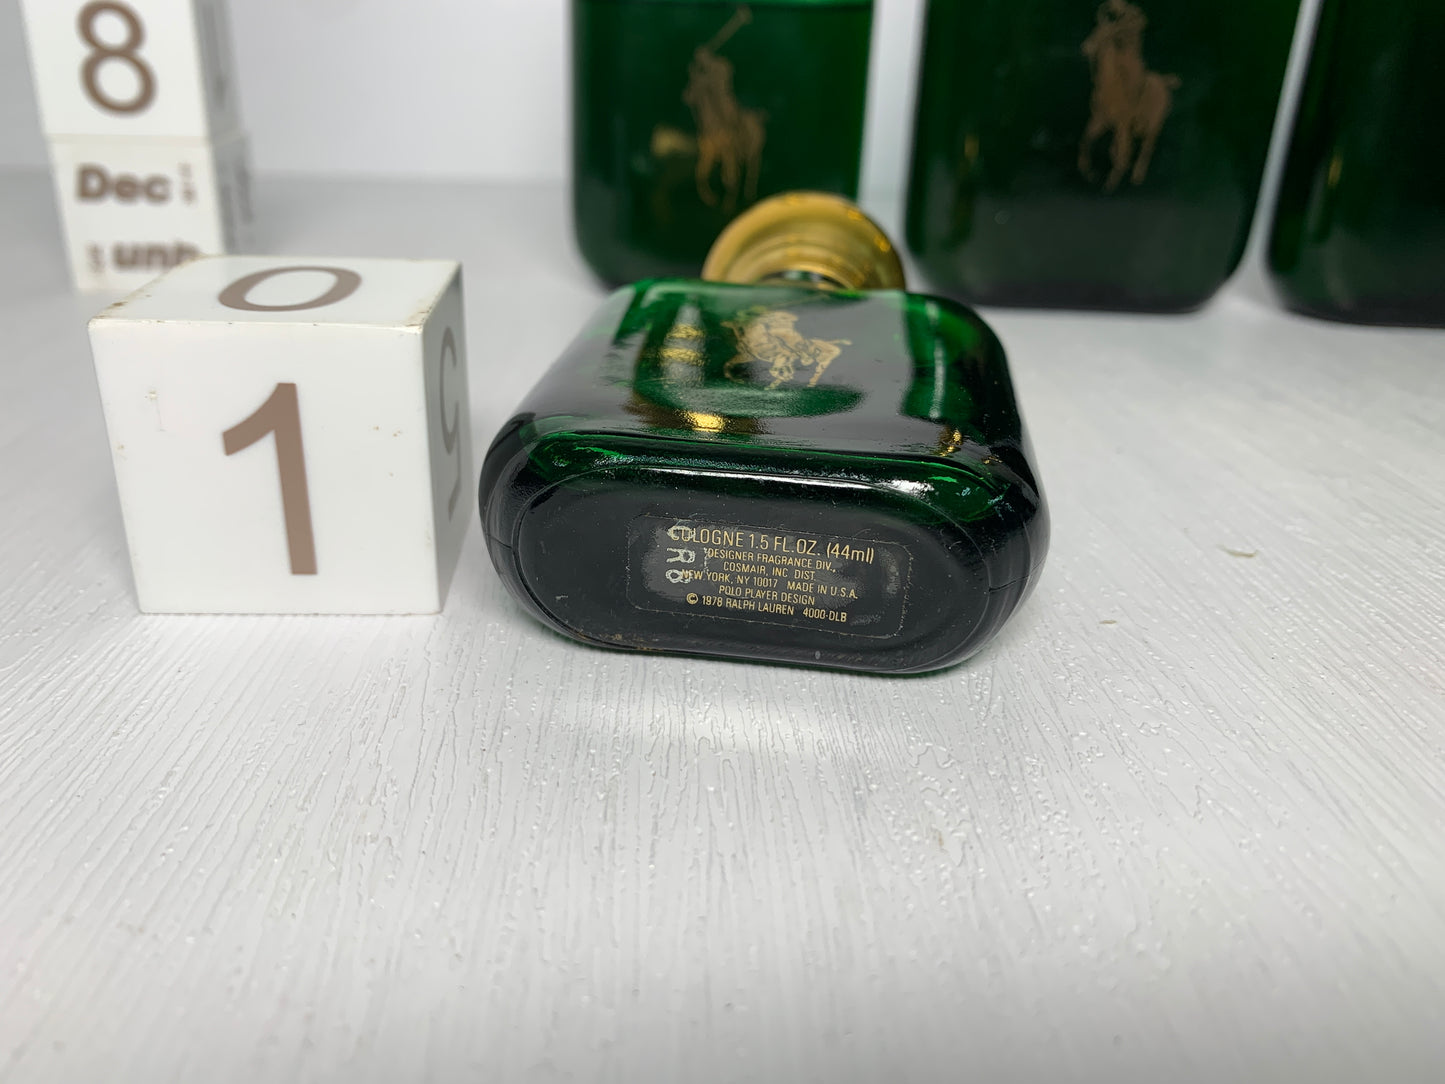 8
Dec
0
1
COLOGNE 1.5 FL.OZ. (44ml)
DESIGNER FRAGRANCE DIV.,
COSMAIR, INC. DIST.
NEW YORK, NY 10017 MADE IN U.S.A.
POLO PLAYER DESIGN
© 1978 RALPH LAUREN 4000-DLB